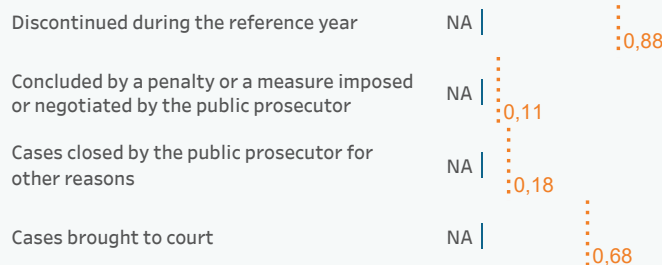 Discontinued during the reference year NA
0,88
Concluded by a penalty or a measure imposed
or negotiated by the public prosecutor NA
0,11
Cases closed by the public prosecutor for
other reasons NA
0,18
Cases brought to court NA
0,68